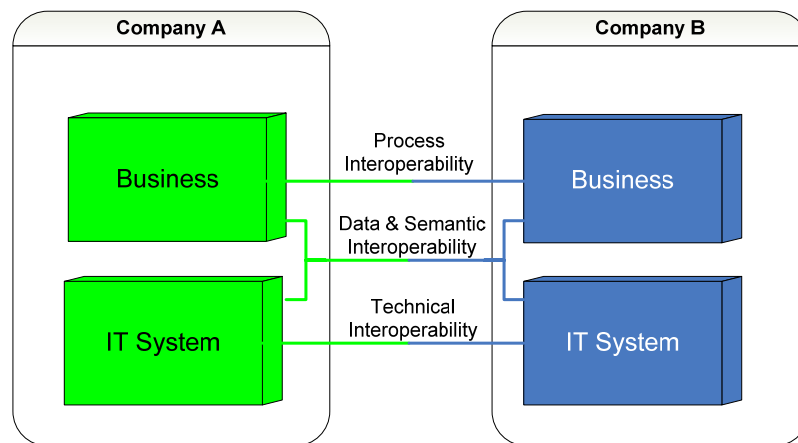 Company A
Company B
Process
Interoperability
Business
Business
Data & Semantic
Interoperability
Technical
Interoperability
IT System
IT System